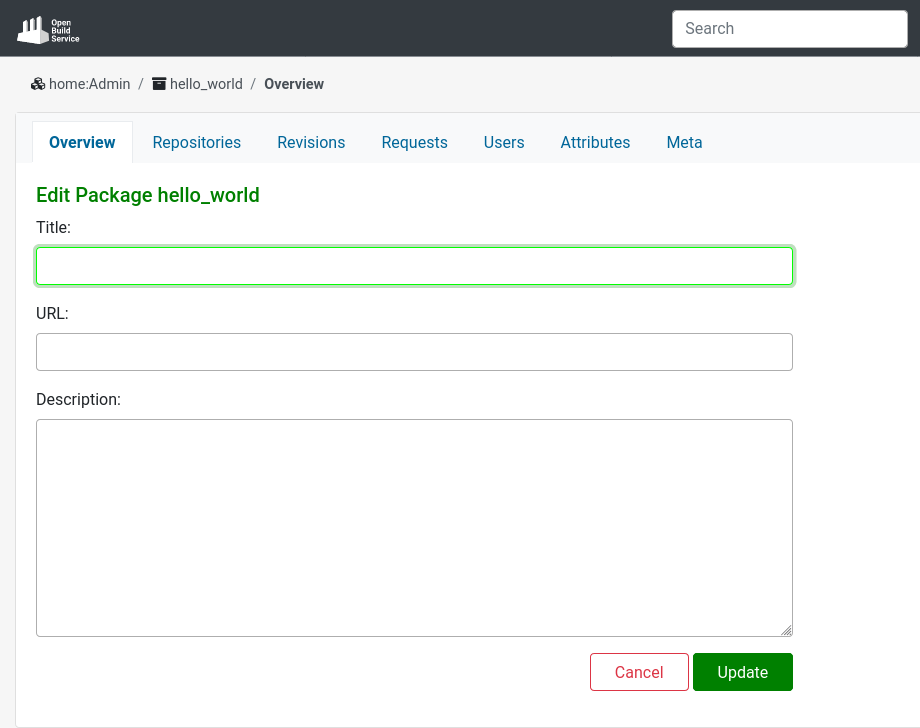 Open
Build
Service
Search
home:Admin / hello_world / Overview
Overview Repositories Revisions Requests Users Attributes Meta
Edit Package hello_world
Title:
URL:
Description:
Cancel Update